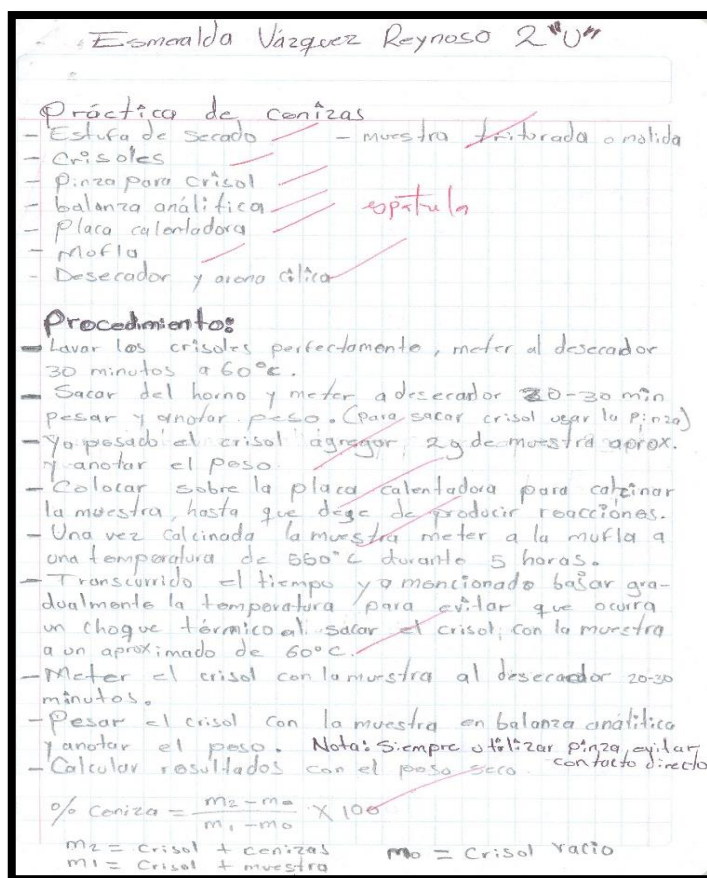 Esmeralda Vázquez Reynoso 2 "U"
Práctica de cenizas
- Estufa de secado - muestra triturada o molida
- Crisoles
- Pinza para crisol
- balanza análitica espátula
- Placa calentadora
- Mofla
- Desecador y arena cílica
Procedimiento:
- Lavar los crisoles perfectamente, meter al desecador
30 minutos a 60°c.
- Sacar del horno y meter a desecador 20-30 min
pesar y anotar peso. (para sacar crisol usar la pinza)
- Ya pesado el crisol agregar 2g de muestra aprox.
y anotar el peso
- Colocar sobre la placa calentadora para calcinar
la muestra, hasta que dege de producir reacciones.
- Una vez calcinada la muestra meter a la mufla a
una temperatura de 550°c durante 5 horas.
- Transcurrido el tiempo ya mencionado bajar gra-
dualmente la temperatura para evitar que ocurra
un choque térmico al sacar el crisol, con la muestra
a un aproximado de 60°c.
- Meter el crisol con la muestra al desecador 20-30
minutos.
- Pesar el crisol con la muestra en balanza análitica
y anotar el peso. Nota: Siempre utilizar pinza, evitar
contacto directo
- Calcular resultados con el peso seco
% Ceniza = m2 - mo / m1 - mo X 100
m2 = Crisol + cenizas mo = Crisol vacio
m1 = Crisol + muestra